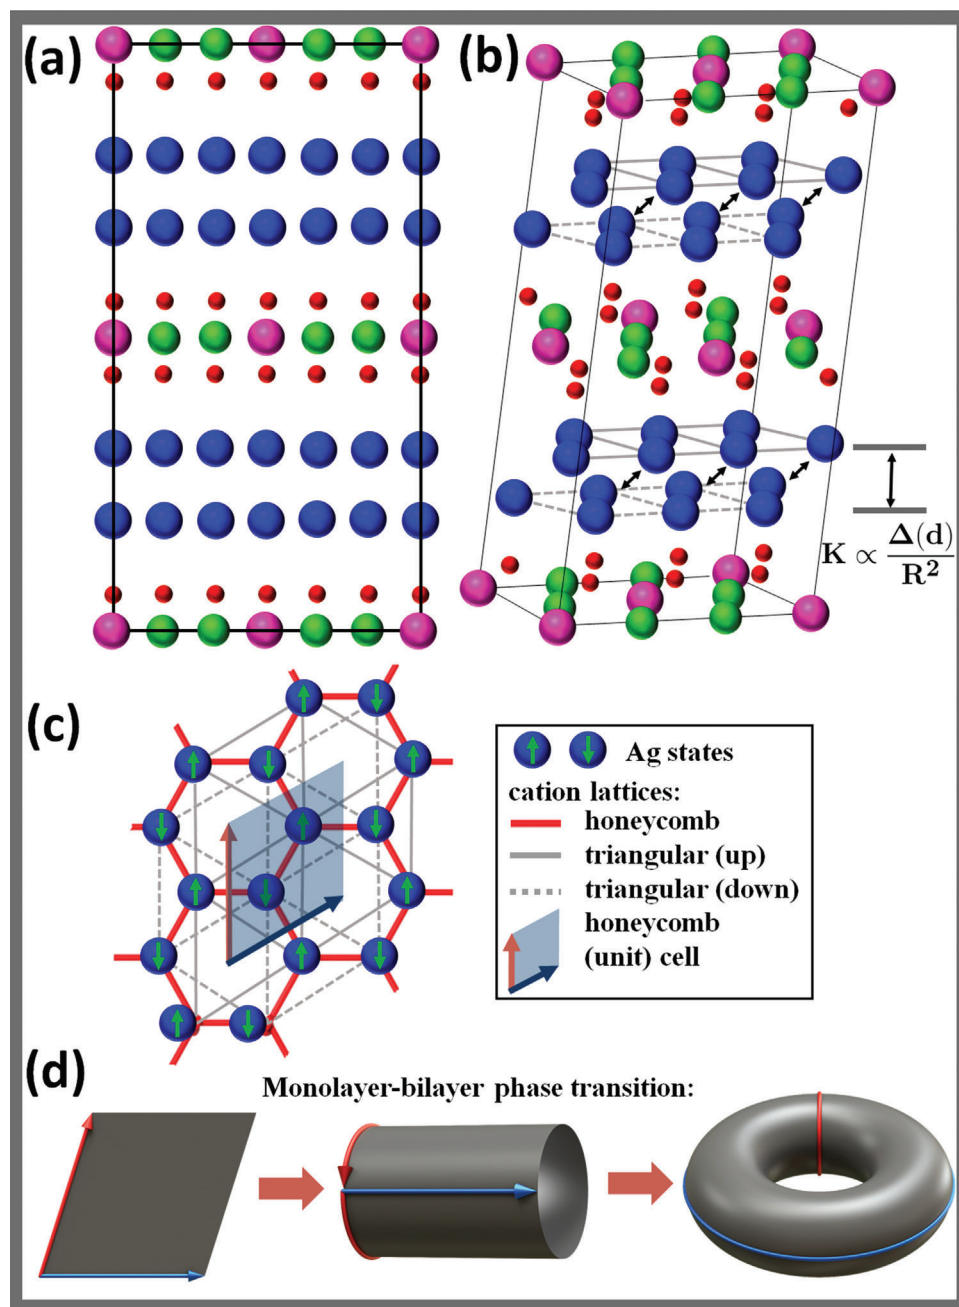 (a)
(b)
K ∝ Δ(d)/R²
(c)
Ag states
cation lattices:
honeycomb
triangular (up)
triangular (down)
honeycomb
(unit) cell
(d)
Monolayer-bilayer phase transition: